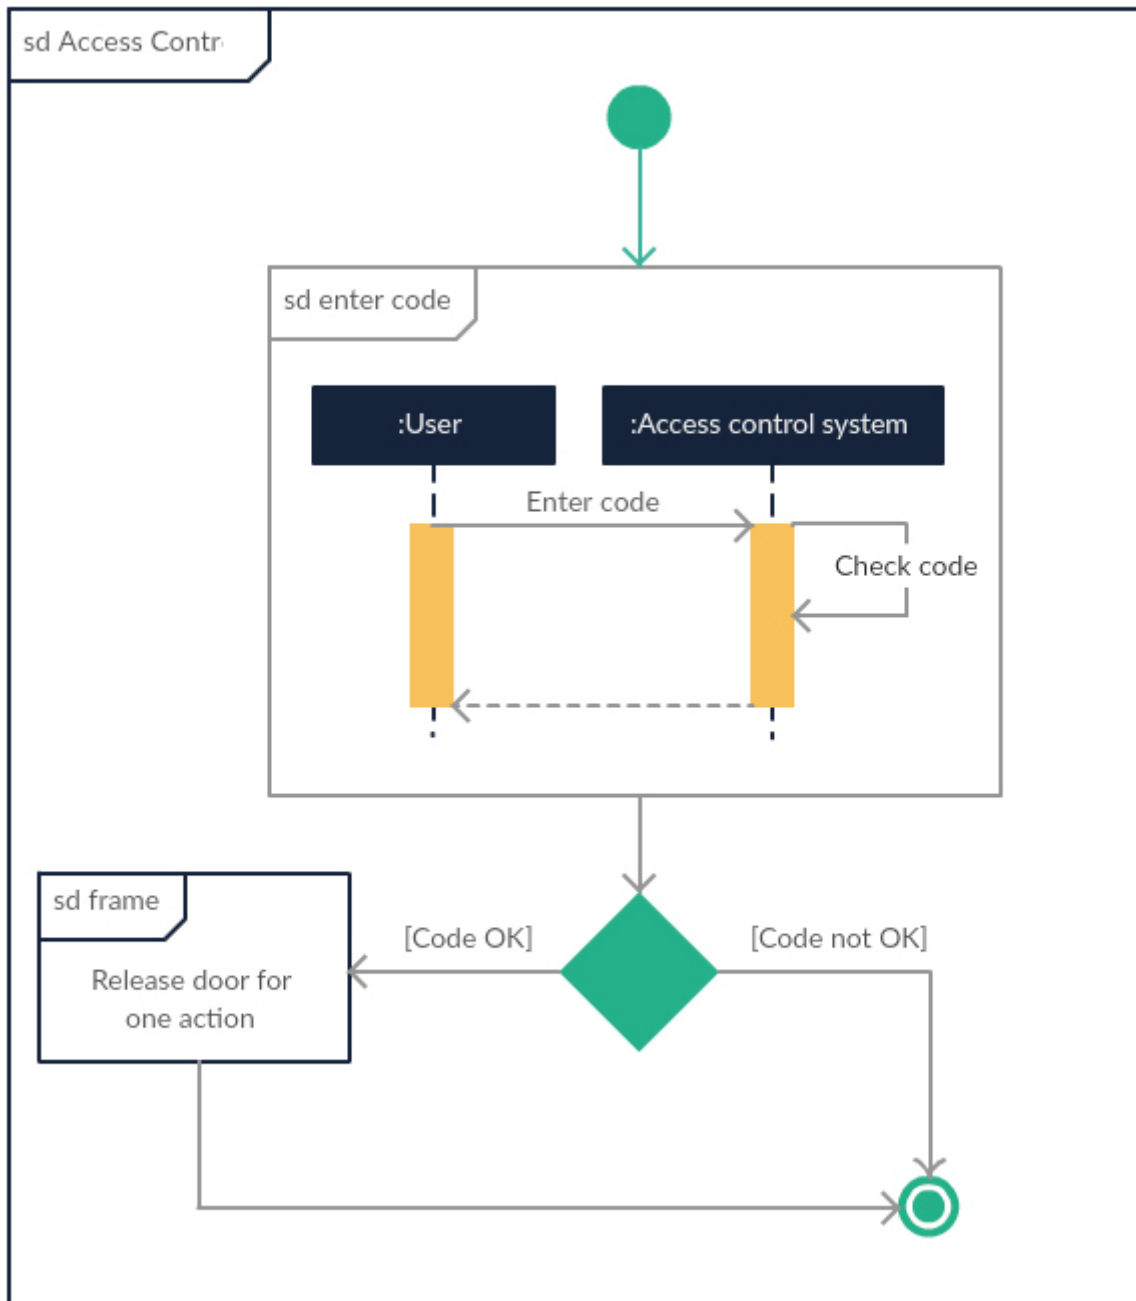 sd Access Contr
sd enter code
:User
:Access control system
Enter code
Check code
sd frame
[Code OK]
[Code not OK]
Release door for
one action